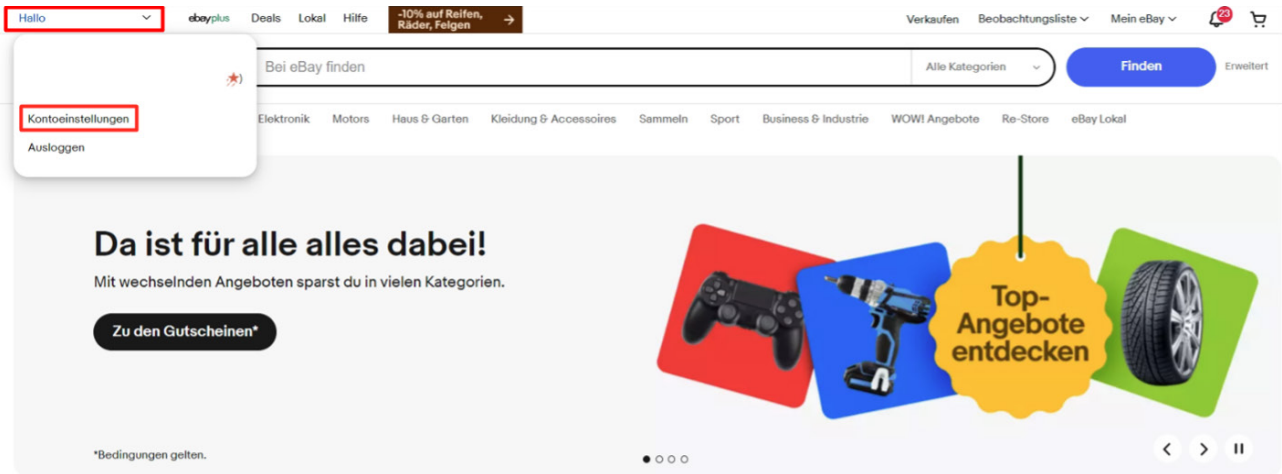 Hallo
ebayplus Deals Lokal Hilfe
-10% auf Reifen,
Räder, Felgen
Verkaufen Beobachtungsliste Mein eBay 23
Bei eBay finden Alle Kategorien Finden Erweitert
)
Kontoeinstellungen
Ausloggen
Elektronik Motors Haus & Garten Kleidung & Accessoires Sammeln Sport Business & Industrie WOW! Angebote Re-Store eBay Lokal
Da ist für alle alles dabei!
Mit wechselnden Angeboten sparst du in vielen Kategorien.
Zu den Gutscheinen*
Top-
Angebote
entdecken
*Bedingungen gelten.